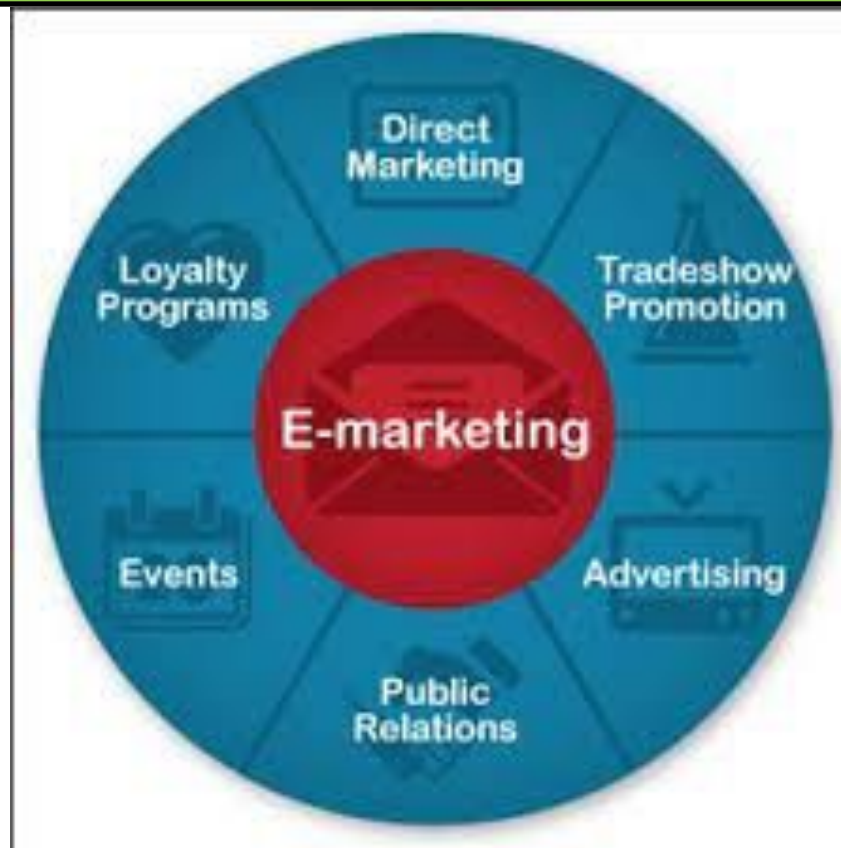 Direct
Marketing
Tradeshow
Promotion
Advertising
Public
Relations
Events
Loyalty
Programs
E-marketing